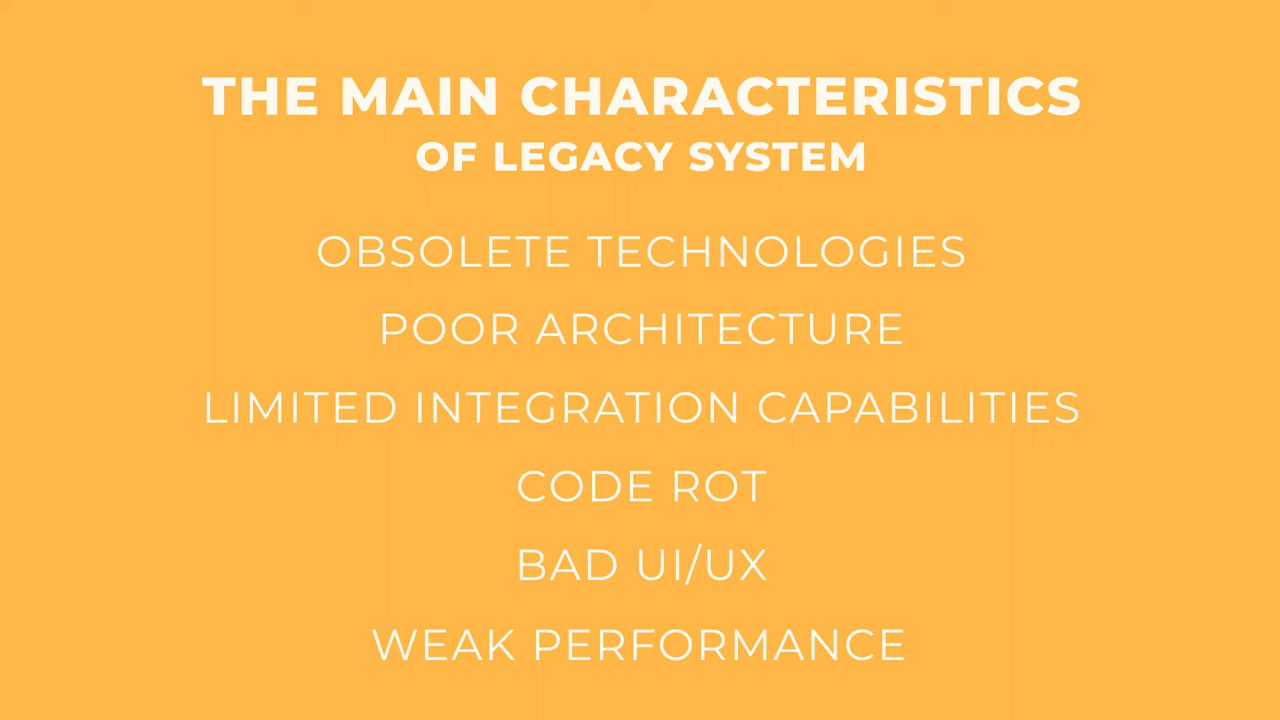 THE MAIN CHARACTERISTICS
OF LEGACY SYSTEM
OBSOLETE TECHNOLOGIES
POOR ARCHITECTURE
LIMITED INTEGRATION CAPABILITIES
CODE ROT
BAD UI/UX
WEAK PERFORMANCE